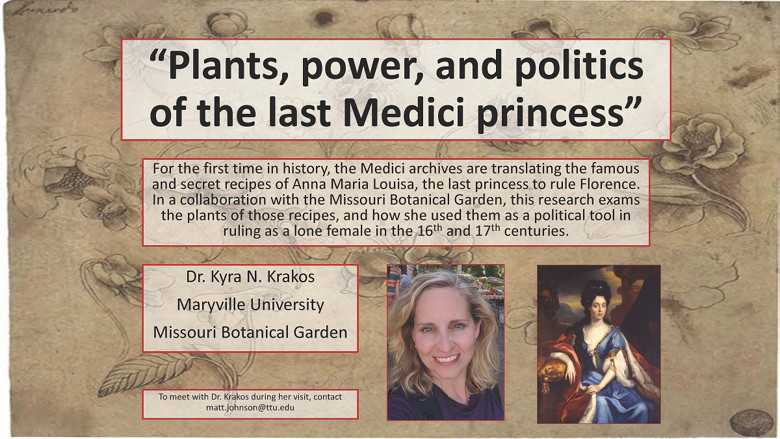 “Plants, power, and politics
of the last Medici princess”
For the first time in history, the Medici archives are translating the famous
and secret recipes of Anna Maria Louisa, the last princess to rule Florence.
In a collaboration with the Missouri Botanical Garden, this research exams
the plants of those recipes, and how she used them as a political tool in
ruling as a lone female in the 16th and 17th centuries.
Dr. Kyra N. Krakos
Maryville University
Missouri Botanical Garden
To meet with Dr. Krakos during her visit, contact
matt.johnson@ttu.edu